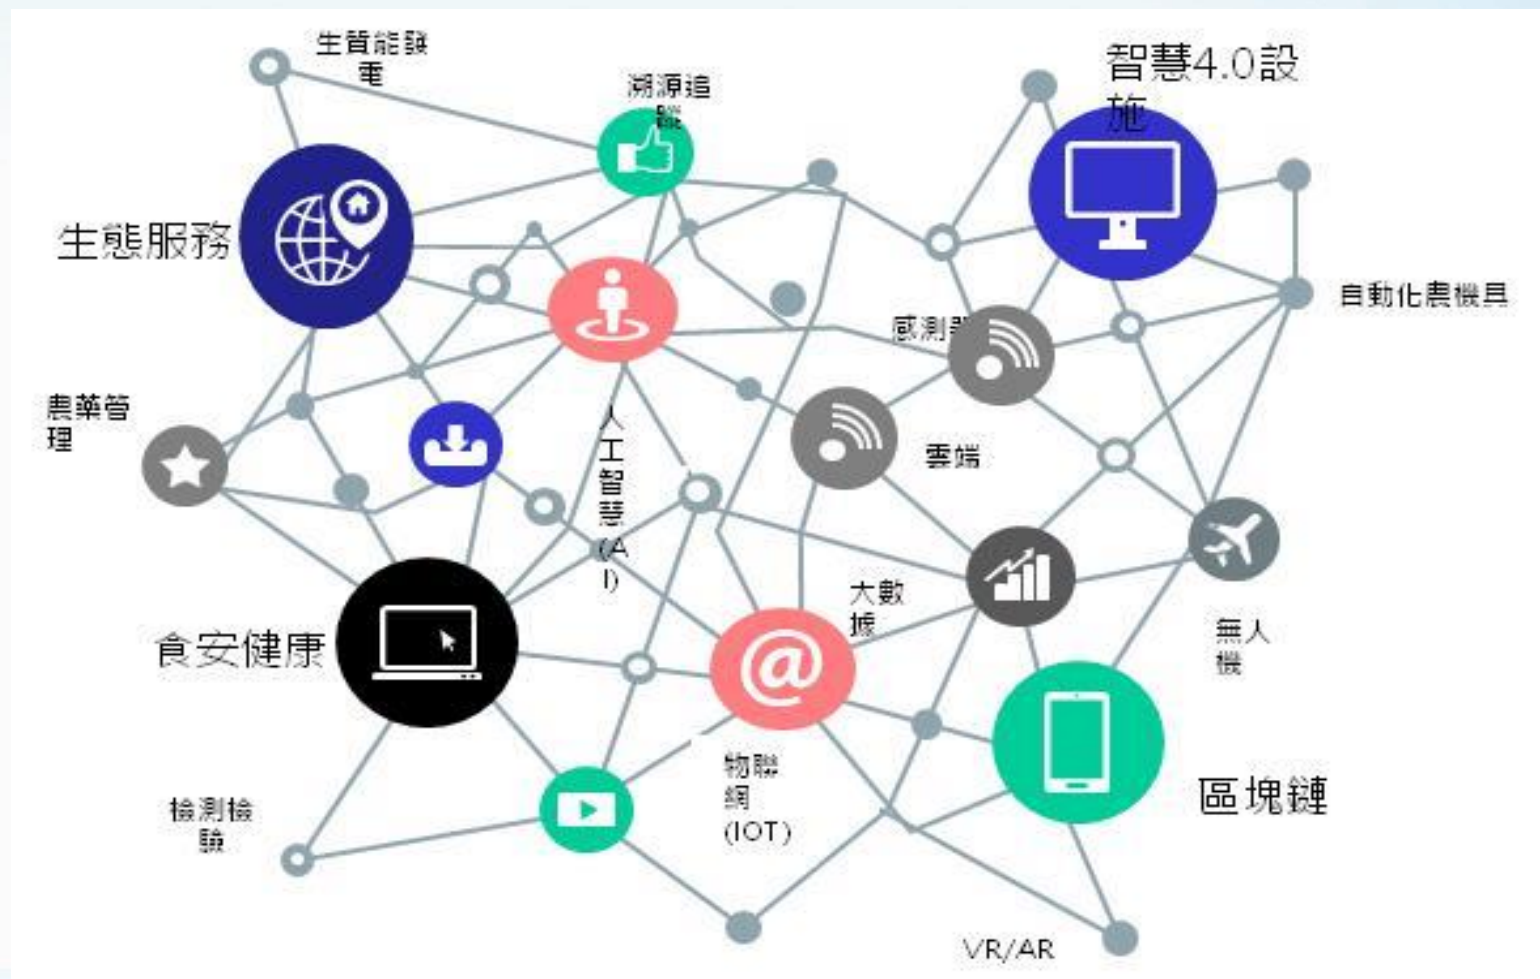 生質能發
電
溯源追
蹤
智慧4.0設
施
生態服務
自動化農機具
感測器
農藥管
理
人
工
智
慧
(A
I)
雲端
大數
據
無人
機
食安健康
物聯
網
(IOT)
區塊鏈
檢測檢
驗
VR/AR